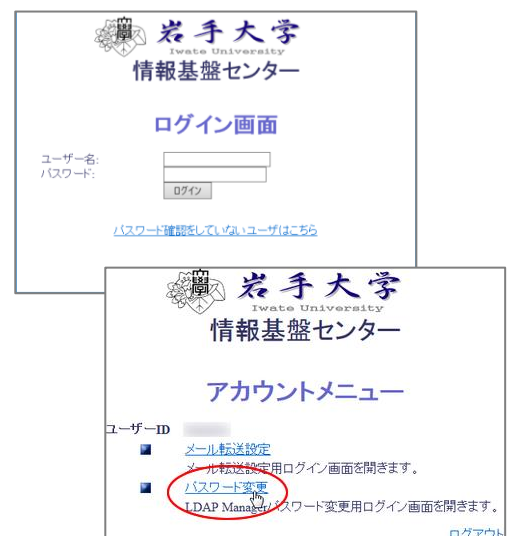 岩手大学
Iwate University
情報基盤センター
ログイン画面
ユーザー名:
パスワード:
ログイン
パスワード確認をしていないユーザはこちら
岩手大学
Iwate University
情報基盤センター
アカウントメニュー
ユーザーID
メール転送設定
メール転送設定用ログイン画面を開きます。
パスワード変更
LDAP Managerパスワード変更用ログイン画面を開きます。
ログアウト